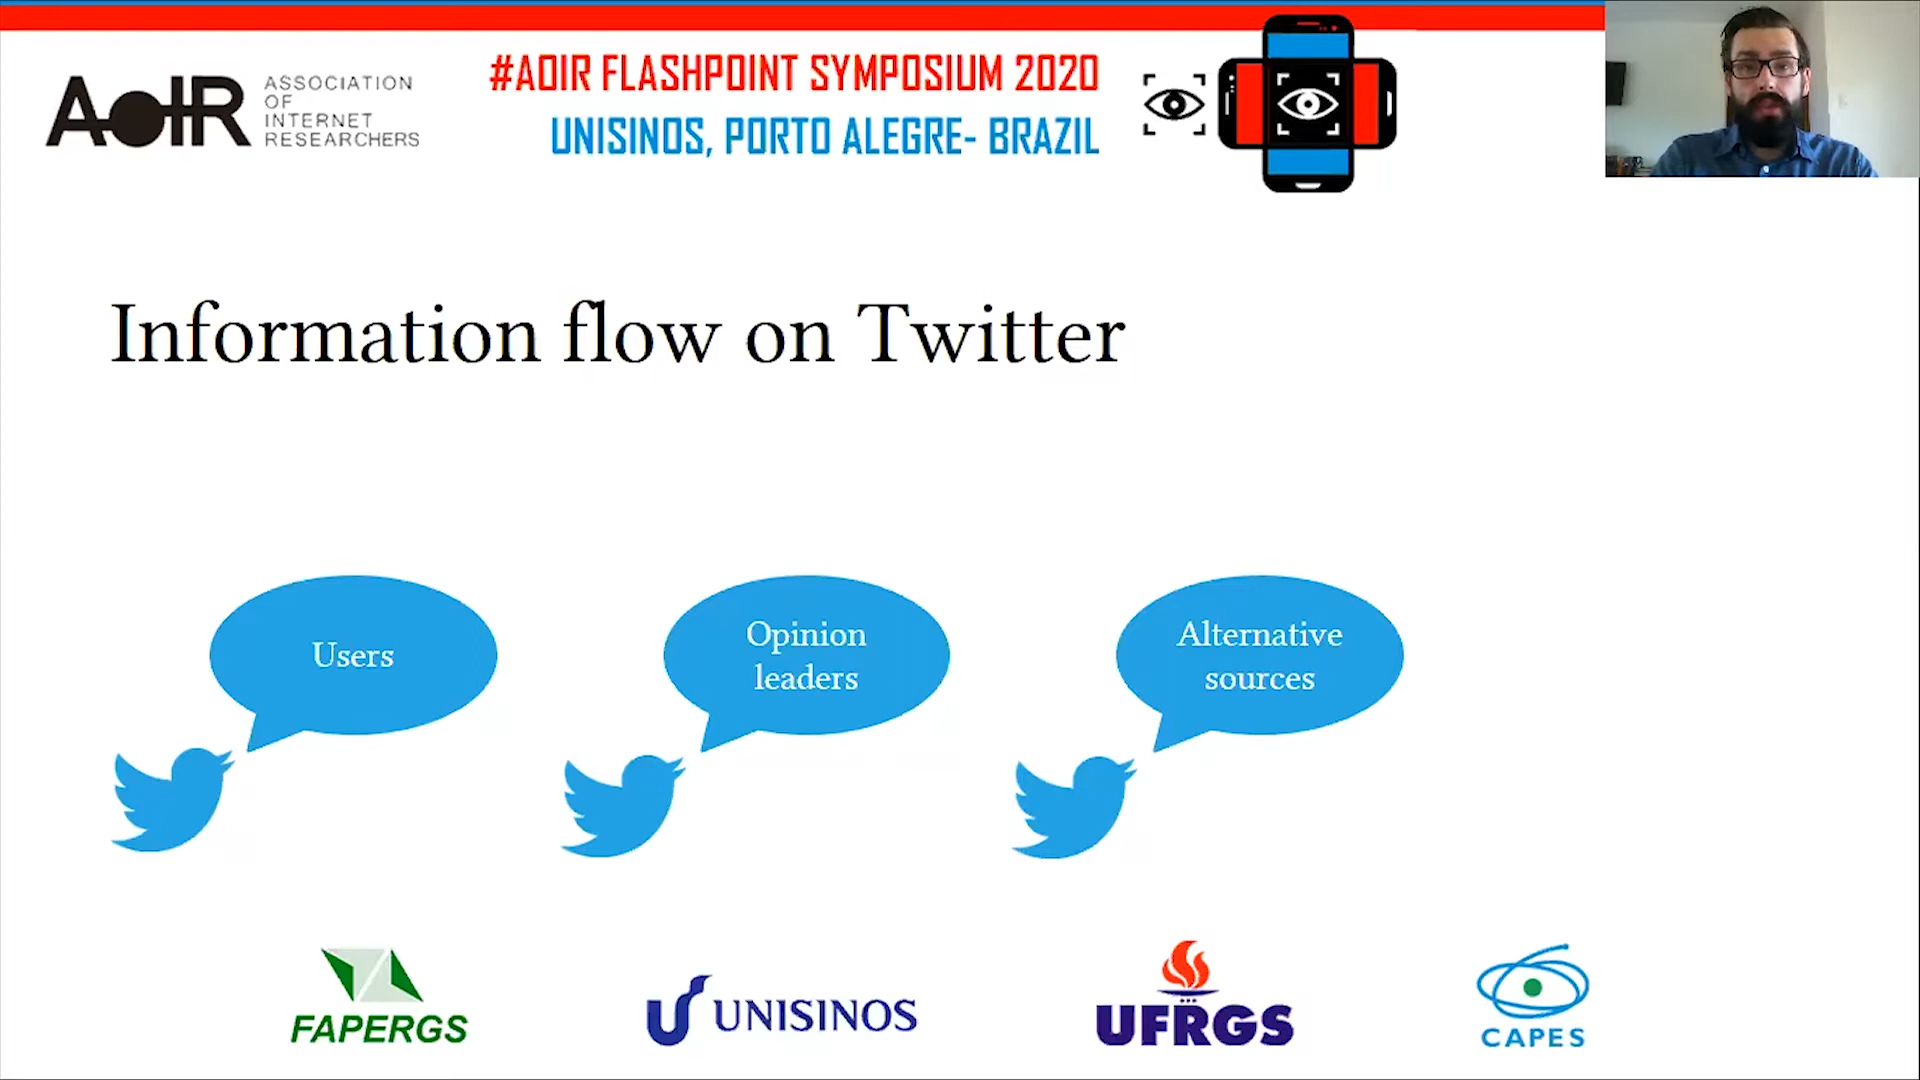 AoIR
ASSOCIATION
OF
INTERNET
RESEARCHERS
#AOIR FLASHPOINT SYMPOSIUM 2020
UNISINOS, PORTO ALEGRE- BRAZIL
Information flow on Twitter
Users
Opinion
leaders
Alternative
sources
FAPERGS
UNISINOS
UFRGS
CAPES